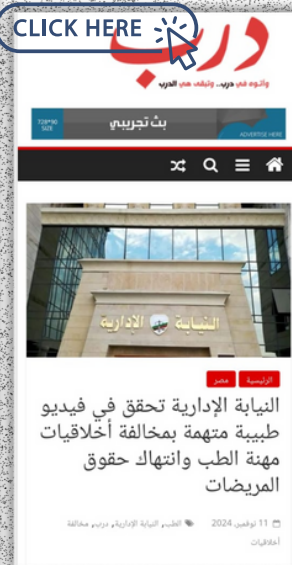 CLICK HERE
درب
وأتوه في درب.. وتبقى هي الدرب
728*90
SIZE
بث تجريبي
ADVERTISE HERE
النيابة الإدارية
الرئيسية مصر
النيابة الإدارية تحقق في فيديو
طبيبة متهمة بمخالفة أخلاقيات
مهنة الطب وانتهاك حقوق
المريضات
11 نوفمبر، 2024 الطب, النيابة الإدارية, درب, مخالفة
أخلاقيات